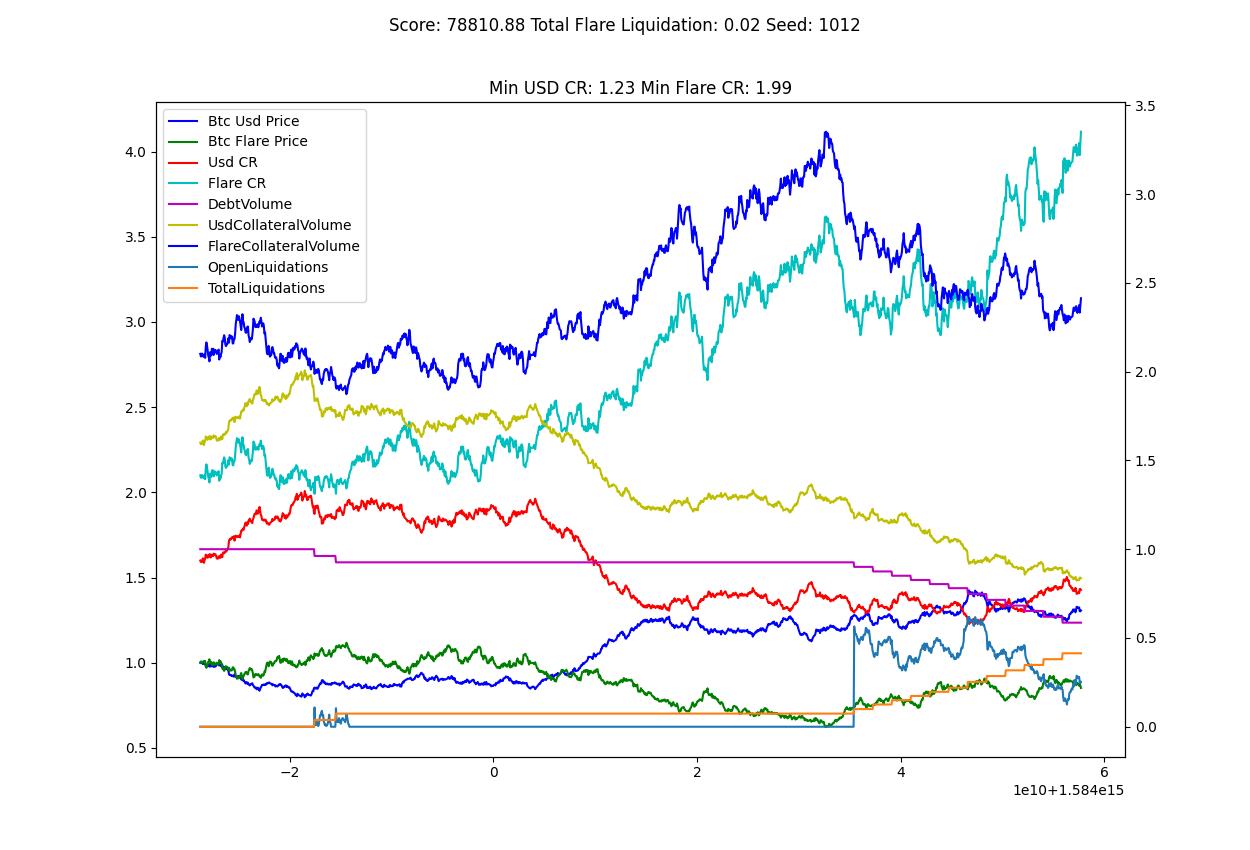 Score: 78810.88 Total Flare Liquidation: 0.02 Seed: 1012
Min USD CR: 1.23 Min Flare CR: 1.99
Btc Usd Price
Btc Flare Price
Usd CR
Flare CR
DebtVolume
UsdCollateralVolume
FlareCollateralVolume
OpenLiquidations
TotalLiquidations
4.0
3.5
3.0
2.5
2.0
1.5
1.0
0.5
3.5
3.0
2.5
2.0
1.5
1.0
0.5
0.0
−2 0 2 4 6
1e10+1.584e15